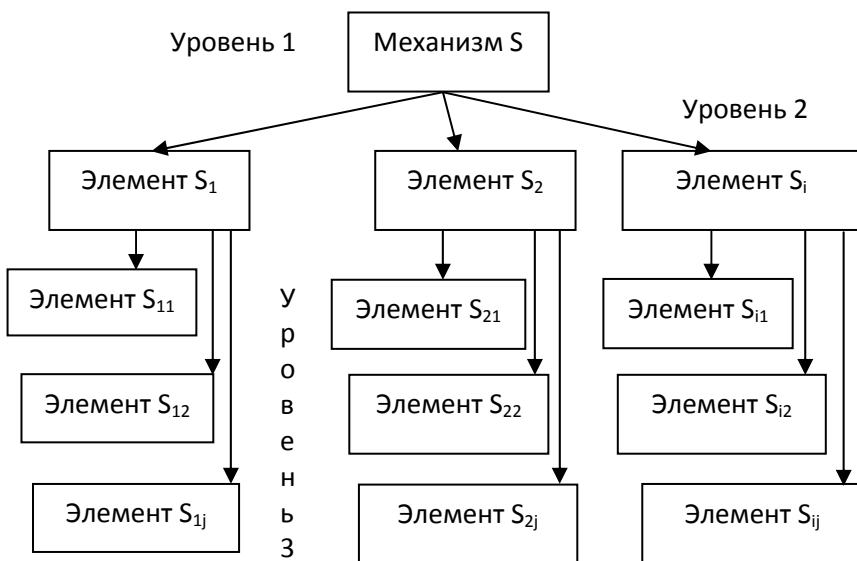 Уровень 1
Механизм S
Уровень 2
Элемент S₁
Элемент S₂
Элемент Sᵢ
Элемент S₁₁
Элемент S₂₁
Элемент Sᵢ₁
Элемент S₁₂
Элемент S₂₂
Элемент Sᵢ₂
Элемент S₁ⱼ
Элемент S₂ⱼ
Элемент Sᵢⱼ
Уровень 3